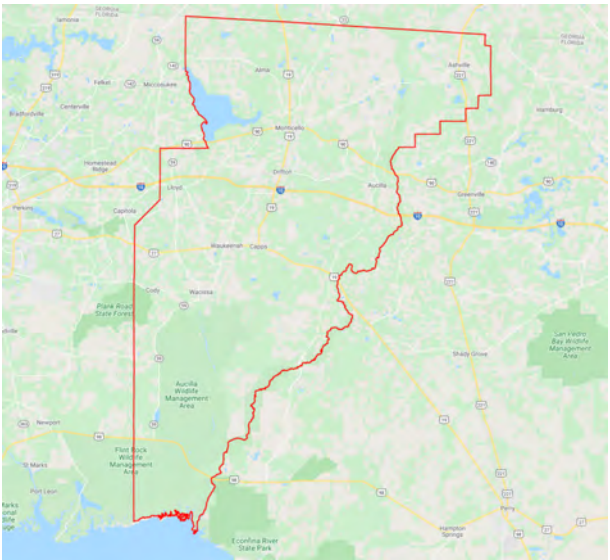 GEORGIA
FLORIDA
Felkel
Miccosukee
Alma
Ashville
Centerville
Bradfordville
Hamburg
Monticello
Homestead
Ridge
Drifton
Lloyd
Aucilla
Greenville
Capitola
Perkins
Waukeenah
Capps
Cody
Wacissa
Plank Road
State Forest
San Pedro
Bay Wildlife
Management
Area
Shady Grove
Aucilla
Wildlife
Management
Area
Newport
Flint Rock
Wildlife
Management
Area
St Marks
Port Leon
Hampton
Springs
Perry
Econfina River
State Park